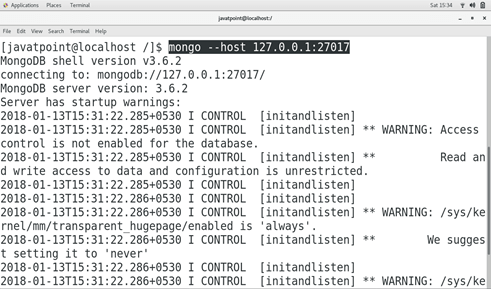 Applications Places Terminal Sat 15:34
javatpoint@localhost:/
File Edit View Search Terminal Help
[javatpoint@localhost /]$ mongo --host 127.0.0.1:27017
MongoDB shell version v3.6.2
connecting to: mongodb://127.0.0.1:27017/
MongoDB server version: 3.6.2
Server has startup warnings:
2018-01-13T15:31:22.285+0530 I CONTROL  [initandlisten]
2018-01-13T15:31:22.285+0530 I CONTROL  [initandlisten] ** WARNING: Access
control is not enabled for the database.
2018-01-13T15:31:22.285+0530 I CONTROL  [initandlisten] **          Read an
d write access to data and configuration is unrestricted.
2018-01-13T15:31:22.285+0530 I CONTROL  [initandlisten]
2018-01-13T15:31:22.286+0530 I CONTROL  [initandlisten]
2018-01-13T15:31:22.286+0530 I CONTROL  [initandlisten] ** WARNING: /sys/ke
rnel/mm/transparent_hugepage/enabled is 'always'.
2018-01-13T15:31:22.286+0530 I CONTROL  [initandlisten] **        We sugges
t setting it to 'never'
2018-01-13T15:31:22.286+0530 I CONTROL  [initandlisten]
2018-01-13T15:31:22.286+0530 I CONTROL  [initandlisten] ** WARNING: /sys/ke